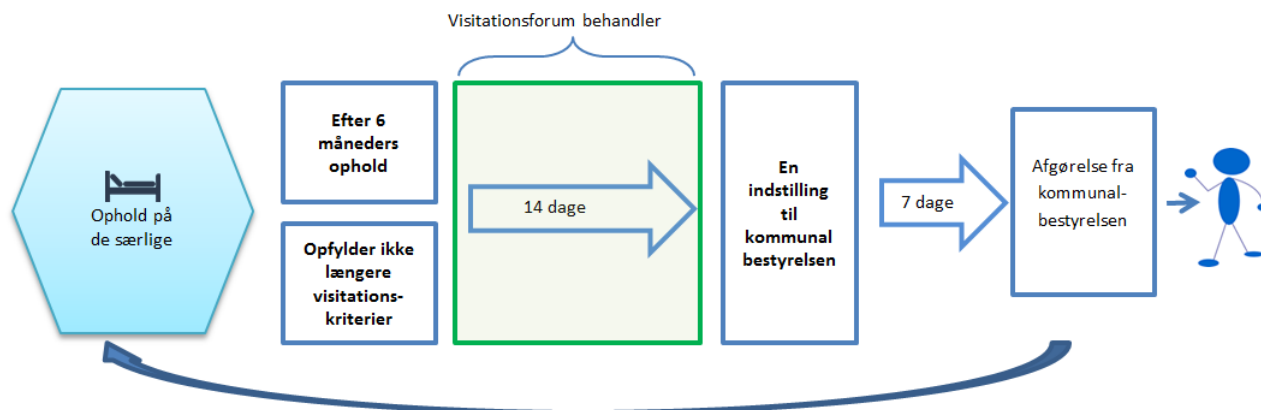 Visitationsforum behandler
Ophold på
de særlige
Efter 6
måneders
ophold
Opfylder ikke
længere
visitations-
kriterier
14 dage
En
indstilling
til
kommunal
bestyrelsen
7 dage
Afgørelse fra
kommunal-
bestyrelsen